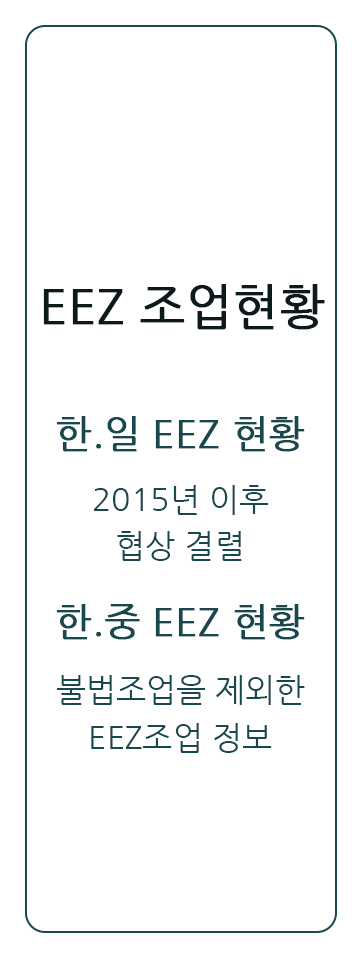 EEZ 조업현황
한.일 EEZ 현황
2015년 이후
협상 결렬
한.중 EEZ 현황
불법조업을 제외한
EEZ조업 정보